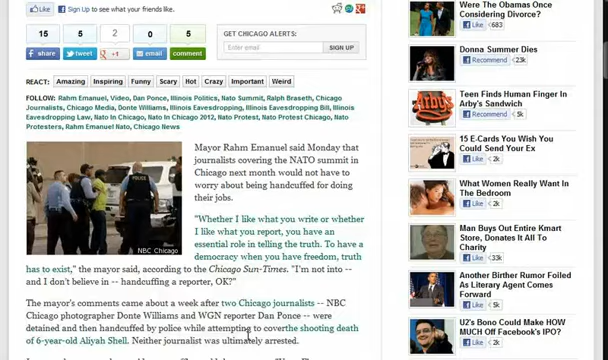 Like
Sign Up to see what your friends like.
15
5
2
0
5
share
tweet
+1
email
comment
GET CHICAGO ALERTS:
Enter email
SIGN UP
REACT:
Amazing
Inspiring
Funny
Scary
Hot
Crazy
Important
Weird
FOLLOW: Rahm Emanuel, Video, Dan Ponce, Illinois Politics, Nato Summit, Ralph Braseth, Chicago
Journalists, Chicago Media, Donte Williams, Illinois Eavesdropping, Illinois Eavesdropping Bill, Illinois
Eavesdropping Law, Nato In Chicago, Nato In Chicago 2012, Nato Protest, Nato Protest Chicago, Nato
Protesters, Rahm Emanuel Nato, Chicago News
POLICE
NBC Chicago
Mayor Rahm Emanuel said Monday that
journalists covering the NATO summit in
Chicago next month would not have to
worry about being handcuffed for doing
their jobs.
"Whether I like what you write or whether
I like what you report, you have an
essential role in telling the truth. To have a
democracy when you have freedom, truth
has to exist," the mayor said, according to the Chicago Sun-Times. "I'm not into --
and I don't believe in -- handcuffing a reporter, OK?"
The mayor's comments came about a week after two Chicago journalists -- NBC
Chicago photographer Donte Williams and WGN reporter Dan Ponce -- were
detained and then handcuffed by police while attempting to cover the shooting death
of 6-year-old Aliyah Shell. Neither journalist was ultimately arrested.
Were The Obamas Once
Considering Divorce?
Like 683
Donna Summer Dies
Recommend 23k
Arby's
Teen Finds Human Finger In
Arby's Sandwich
Recommend 5k
15 E-Cards You Wish You
Could Send Your Ex
Like 2k
What Women Really Want In
The Bedroom
Like 2k
Man Buys Out Entire Kmart
Store, Donates It All To
Charity
Like 33k
Another Birther Rumor Foiled
As Literary Agent Comes
Forward
Like 5k
U2's Bono Could Make HOW
MUCH Off Facebook's IPO?
Like 2k